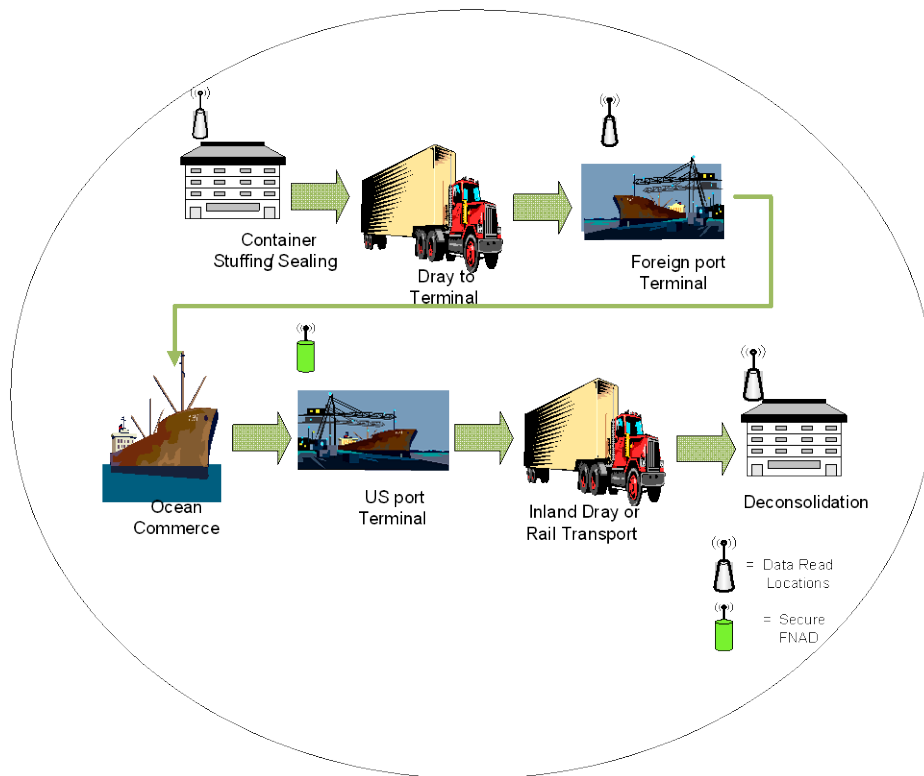 Container
Stuffing/ Sealing
Dray to
Terminal
Foreign port
Terminal
Ocean
Commerce
US port
Terminal
Inland Dray or
Rail Transport
Deconsolidation
= Data Read
Locations
= Secure
FNAD